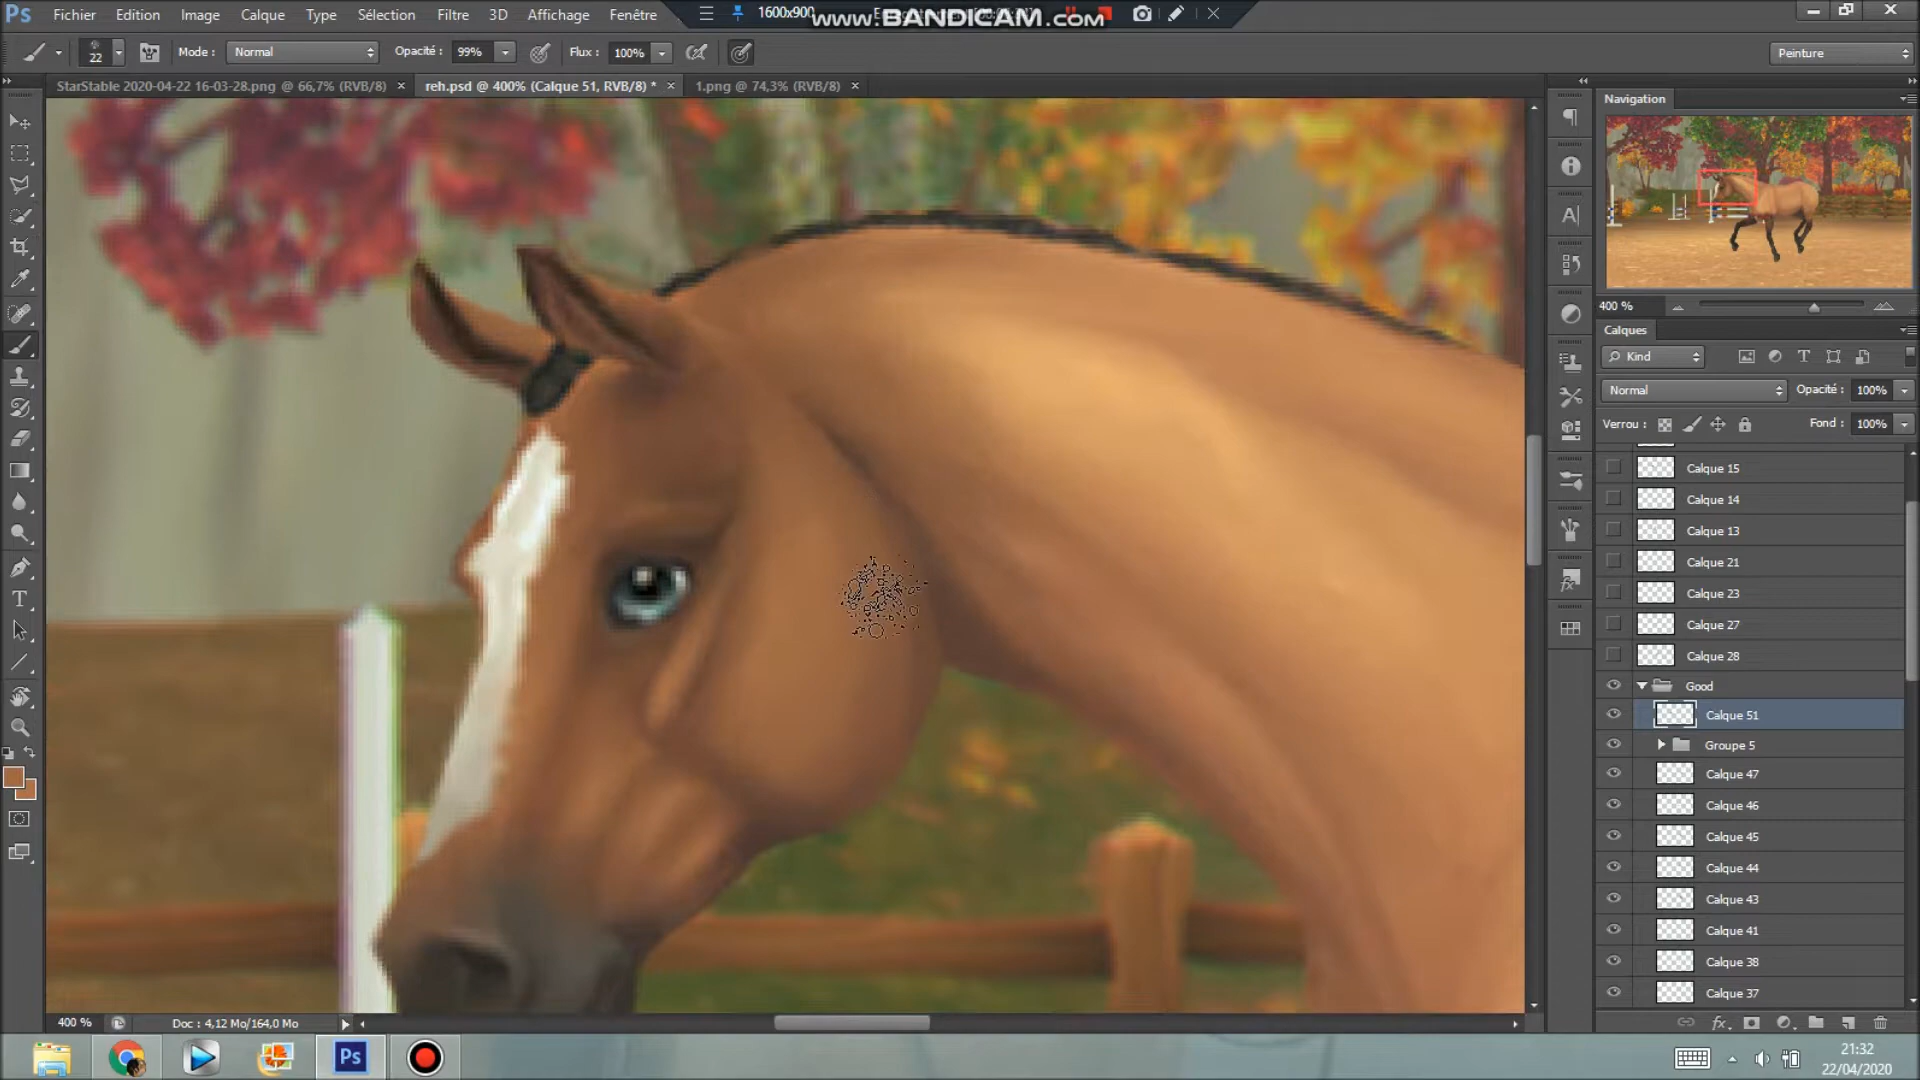 Ps Fichier Edition Image Calque Type Sélection Filtre 3D Affichage Fenêtre
1600x900
www.BANDICAM.com
22 Mode : Normal Opacité : 99% Flux : 100% Peinture
StarStable 2020-04-22 16-03-28.png @ 66,7% (RVB/8) ×
reh.psd @ 400% (Calque 51, RVB/8) * ×
1.png @ 74,3% (RVB/8) ×
Navigation
400 %
Calques
Kind
Normal Opacité : 100%
Verrou : Fond : 100%
Calque 15
Calque 14
Calque 13
Calque 21
Calque 23
Calque 27
Calque 28
Good
Calque 51
Groupe 5
Calque 47
Calque 46
Calque 45
Calque 44
Calque 43
Calque 41
Calque 38
Calque 37
400 % Doc : 4,12 Mo/164,0 Mo
Ps
21:32
22/04/2020